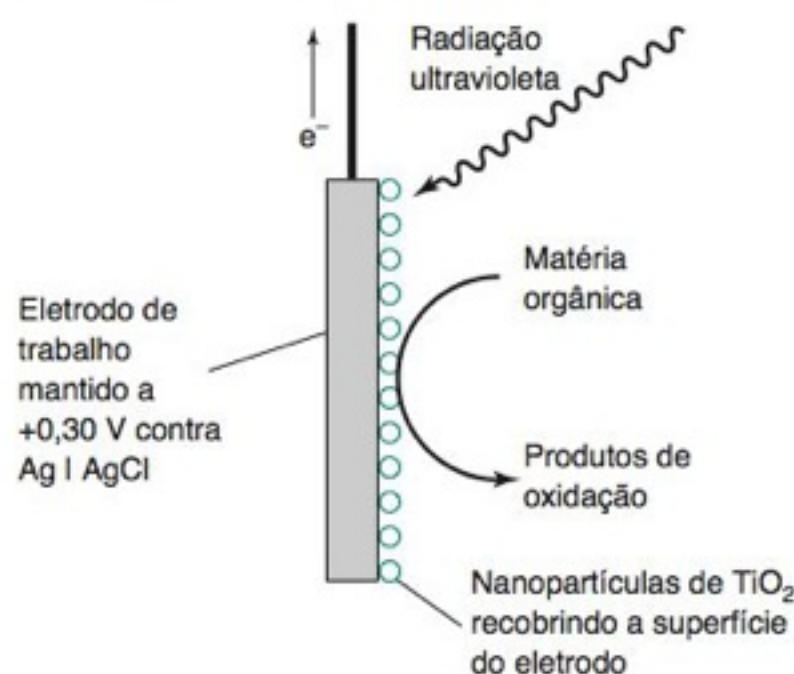 Radiação
ultravioleta
e⁻
Matéria
orgânica
Eletrodo de
trabalho
mantido a
+0,30 V contra
Ag | AgCl
Produtos de
oxidação
Nanopartículas de TiO₂
recobrindo a superfície
do eletrodo